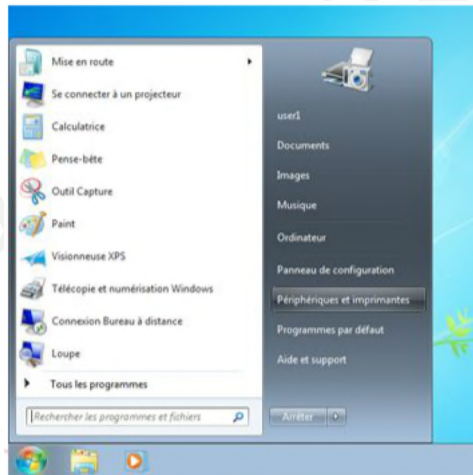 Mise en route
Se connecter à un projecteur
Calculatrice
Pense-bête
Outil Capture
Paint
Visionneuse XPS
Télécopie et numérisation Windows
Connexion Bureau à distance
Loupe
Tous les programmes
Rechercher les programmes et fichiers
user1
Documents
Images
Musique
Ordinateur
Panneau de configuration
Périphériques et imprimantes
Programmes par défaut
Aide et support
Arrêter